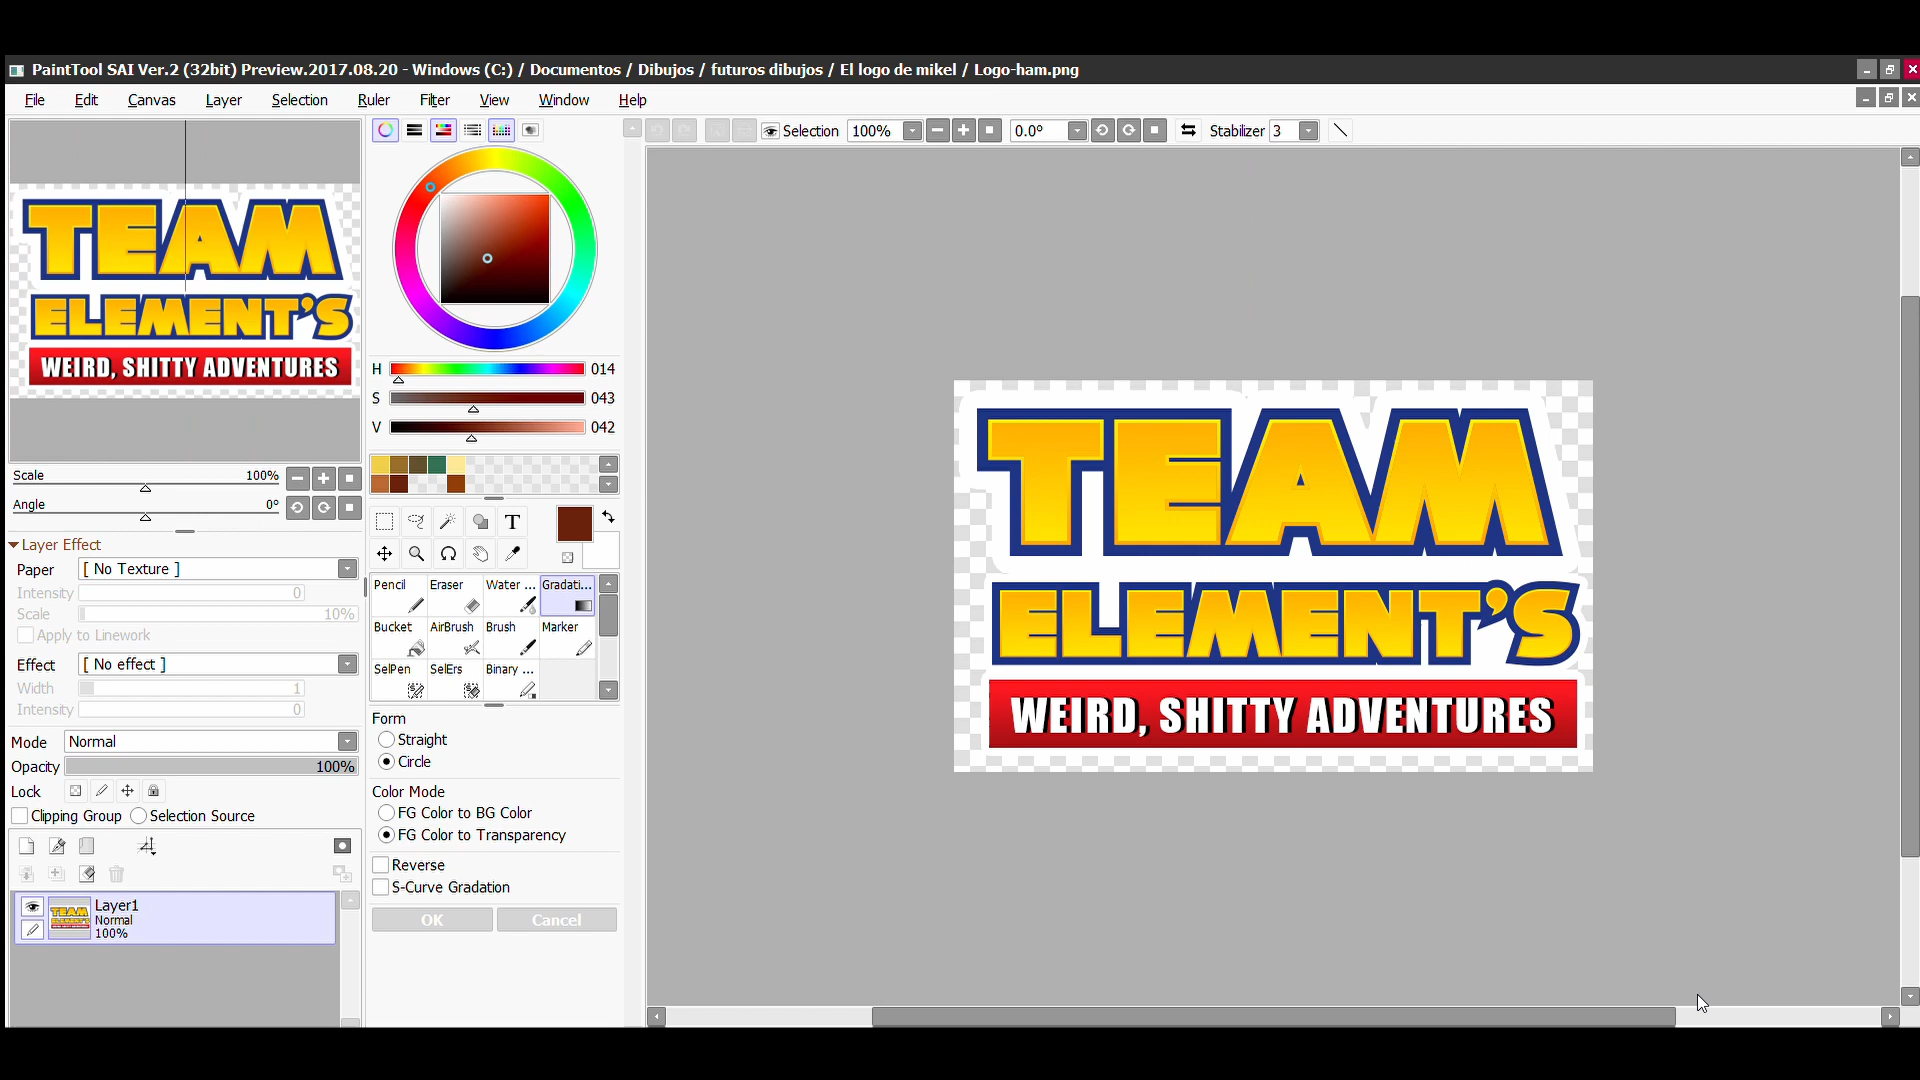 PaintTool SAI Ver.2 (32bit) Preview.2017.08.20 - Windows (C:) / Documentos / Dibujos / futuros dibujos / El logo de mikel / Logo-ham.png
File Edit Canvas Layer Selection Ruler Filter View Window Help
Selection 100% 0.0° Stabilizer 3
TEAM
ELEMENT'S
WEIRD, SHITTY ADVENTURES
Scale 100%
Angle 0°
Layer Effect
Paper [ No Texture ]
Intensity 0
Scale 10%
Apply to Linework
Effect [ No effect ]
Width 1
Intensity 0
Mode Normal
Opacity 100%
Lock
Clipping Group Selection Source
Layer1
Normal
100%
H 014
S 043
V 042
T
Pencil Eraser Water ... Gradati...
Bucket AirBrush Brush Marker
SelPen SelErs Binary ...
Form
Straight
Circle
Color Mode
FG Color to BG Color
FG Color to Transparency
Reverse
S-Curve Gradation
OK Cancel
TEAM
ELEMENT'S
WEIRD, SHITTY ADVENTURES